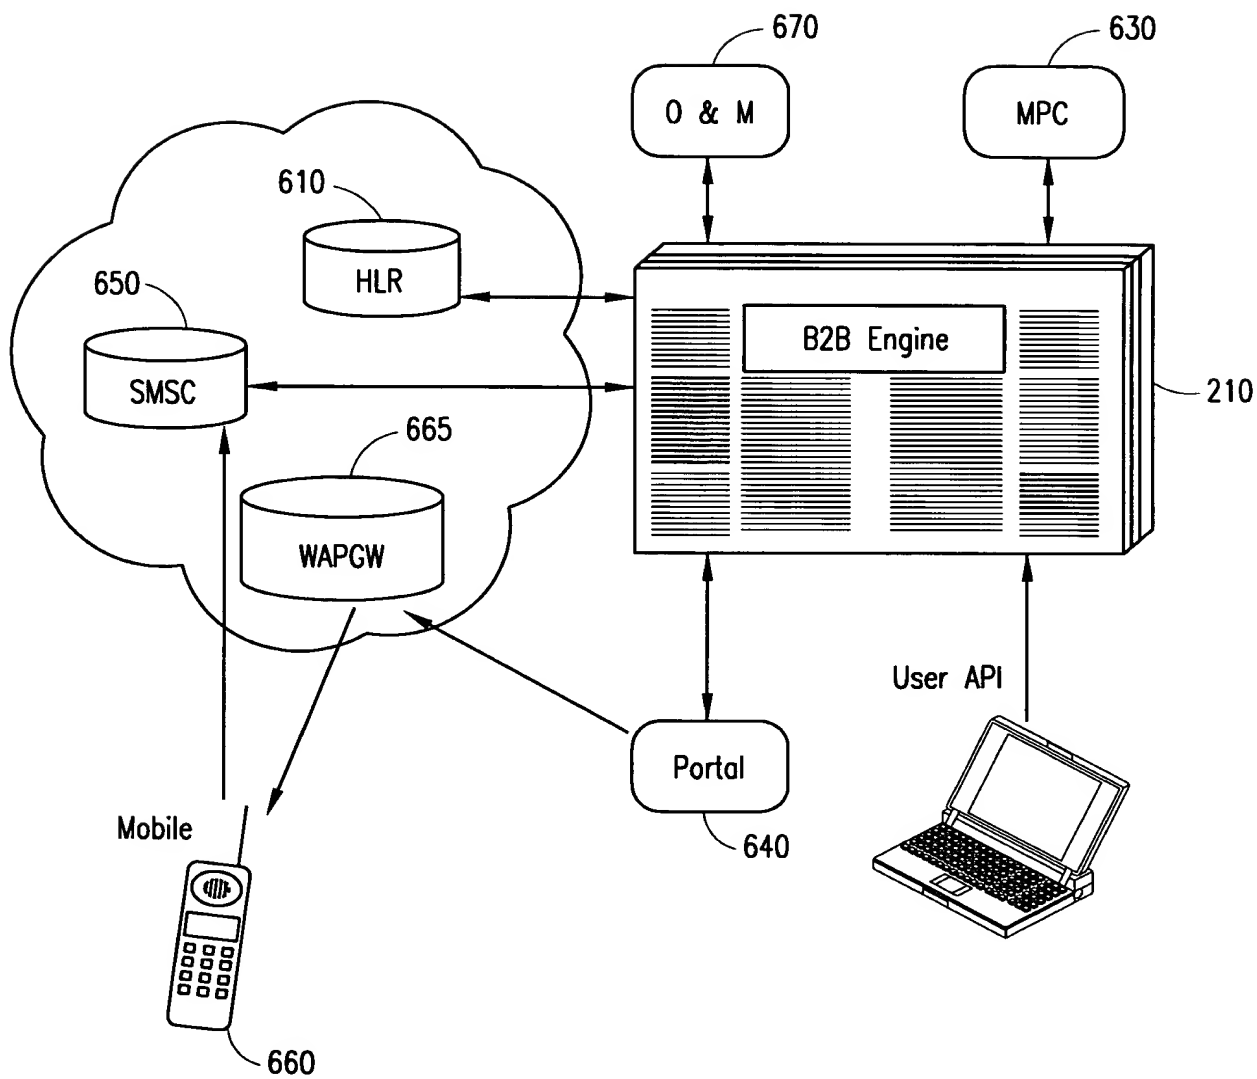 670
630
O & M
MPC
610
HLR
650
SMSC
B2B Engine
210
665
WAPGW
User API
Portal
640
Mobile
660